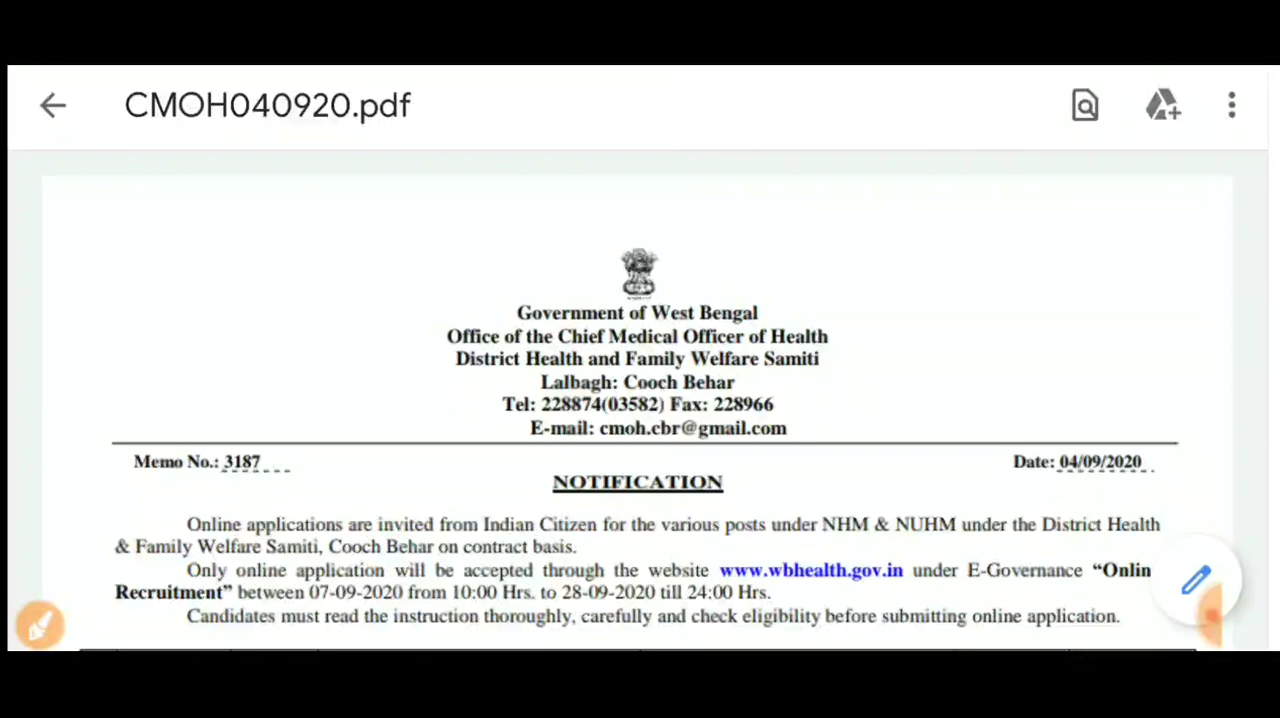 CMOH040920.pdf
Government of West Bengal
Office of the Chief Medical Officer of Health
District Health and Family Welfare Samiti
Lalbagh: Cooch Behar
Tel: 228874(03582) Fax: 228966
E-mail: cmoh.cbr@gmail.com
Memo No.: 3187 Date: 04/09/2020
NOTIFICATION
Online applications are invited from Indian Citizen for the various posts under NHM & NUHM under the District Health
& Family Welfare Samiti, Cooch Behar on contract basis.
Only online application will be accepted through the website www.wbhealth.gov.in under E-Governance “Onlin
Recruitment” between 07-09-2020 from 10:00 Hrs. to 28-09-2020 till 24:00 Hrs.
Candidates must read the instruction thoroughly, carefully and check eligibility before submitting online application.